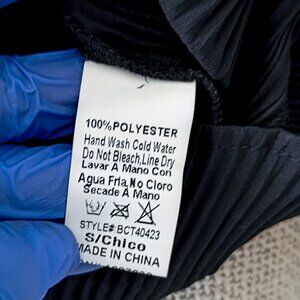 100% POLYESTER
Hand Wash Cold Water
Do Not Bleach,Line Dry
Lavar A Mano Con
Agua Fria,No Cloro
Secade A Mano
STYLE#:BCT40423
S/Chico
MADE IN CHINA